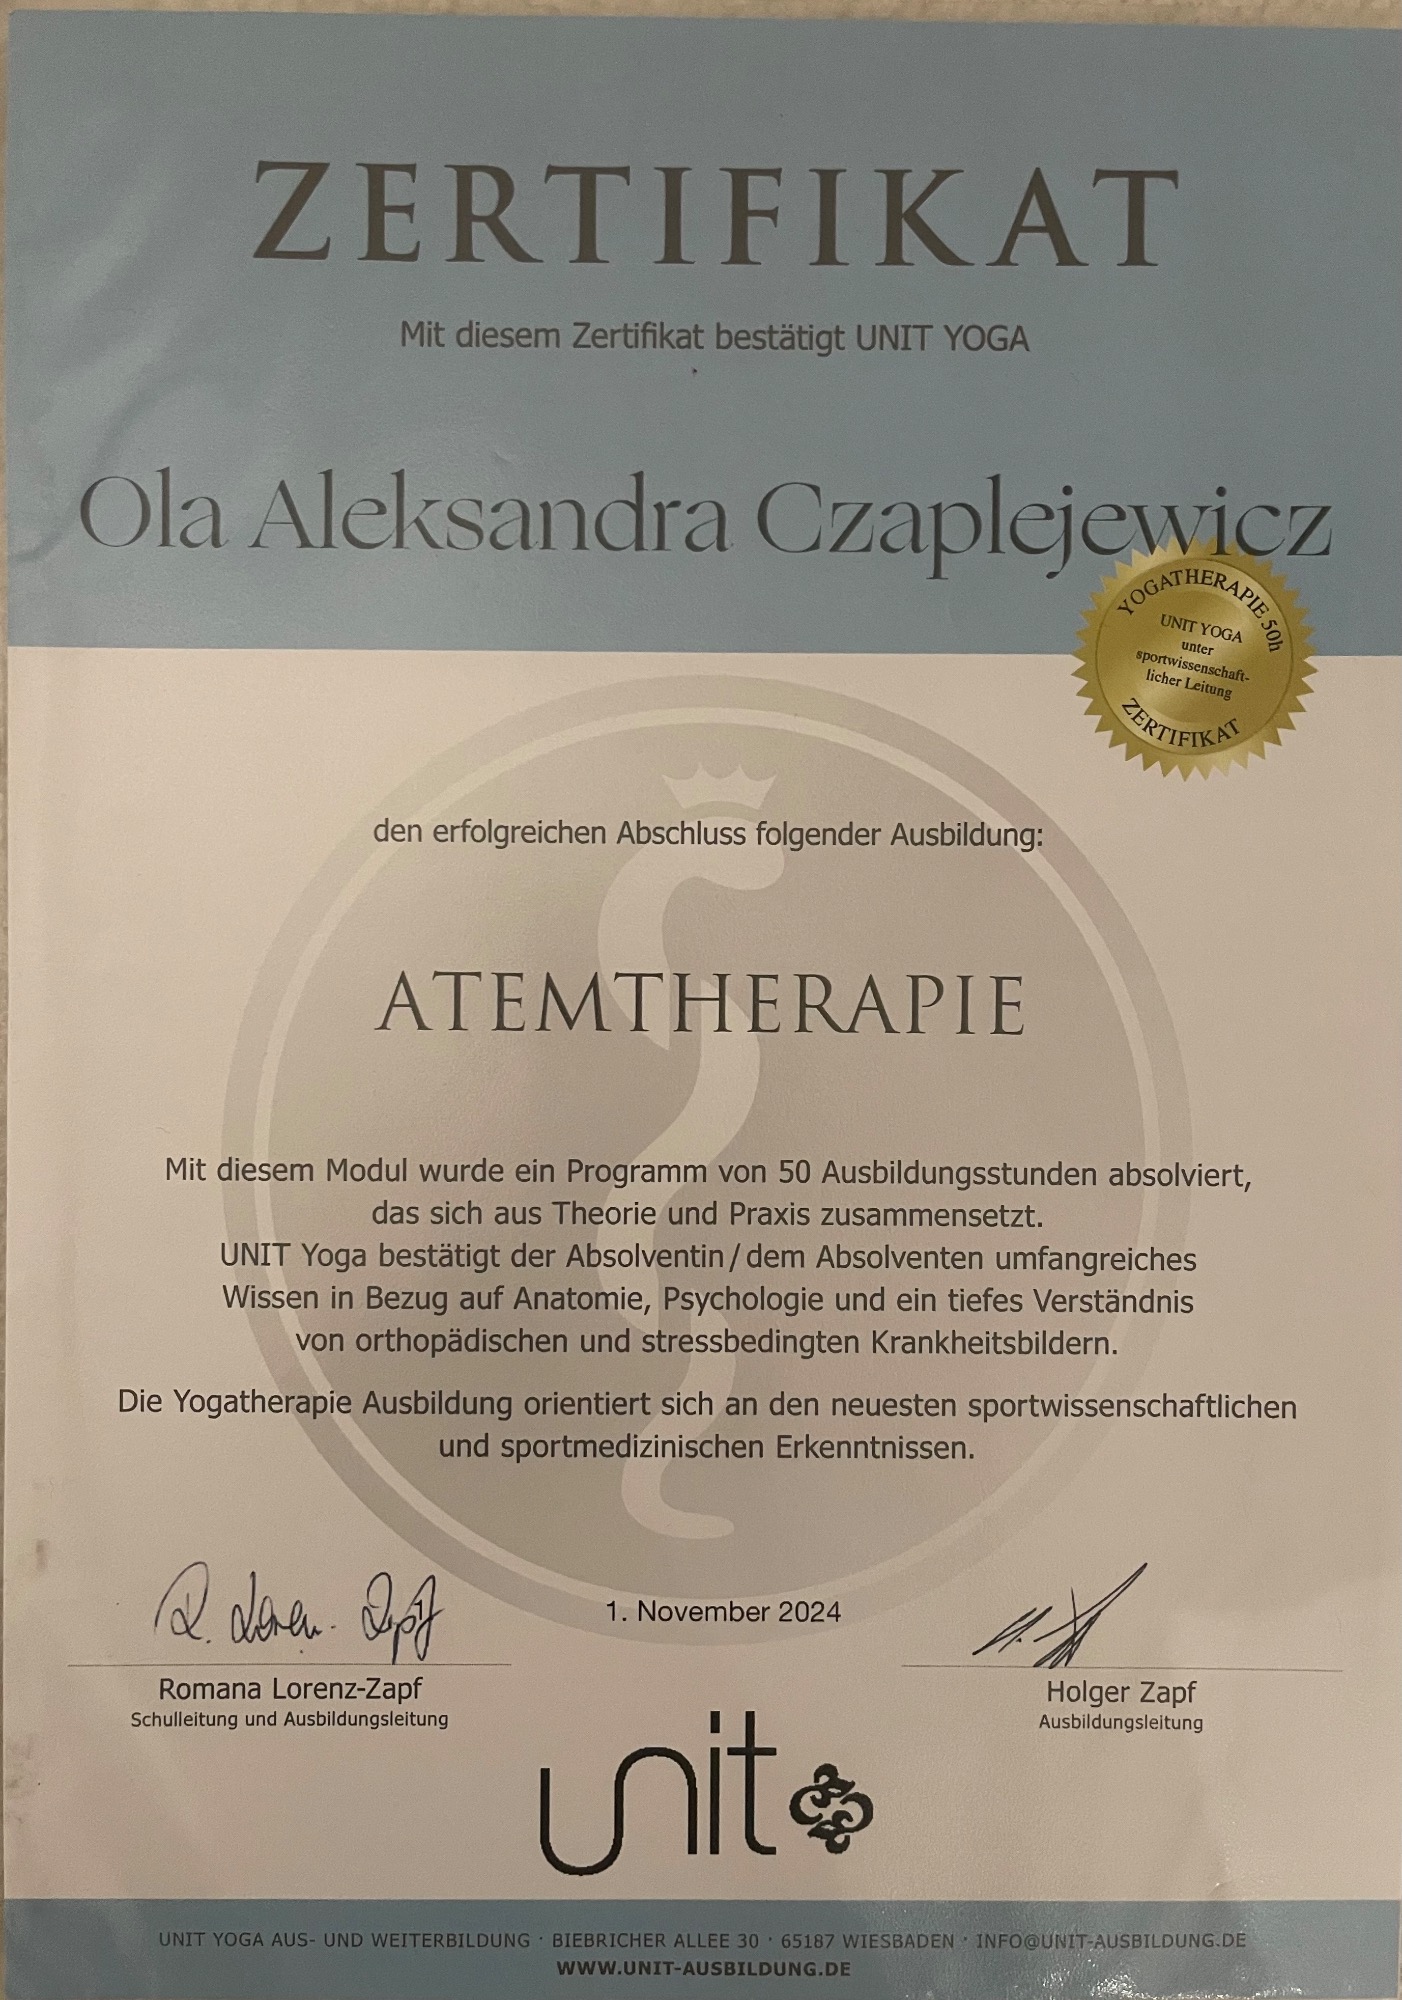 ZERTIFIKAT
Mit diesem Zertifikat bestätigt UNIT YOGA
Ola Aleksandra Czaplejewicz
YOGATHERAPIE 50h
UNIT YOGA
unter
sportwissenschaft-
licher Leitung
ZERTIFIKAT
den erfolgreichen Abschluss folgender Ausbildung:
ATEMTHERAPIE
Mit diesem Modul wurde ein Programm von 50 Ausbildungsstunden absolviert,
das sich aus Theorie und Praxis zusammensetzt.
UNIT Yoga bestätigt der Absolventin / dem Absolventen umfangreiches
Wissen in Bezug auf Anatomie, Psychologie und ein tiefes Verständnis
von orthopädischen und stressbedingten Krankheitsbildern.
Die Yogatherapie Ausbildung orientiert sich an den neuesten sportwissenschaftlichen
und sportmedizinischen Erkenntnissen.
1. November 2024
Romana Lorenz-Zapf
Schulleitung und Ausbildungsleitung
Holger Zapf
Ausbildungsleitung
unit
UNIT YOGA AUS- UND WEITERBILDUNG · BIEBRICHER ALLEE 30 · 65187 WIESBADEN · INFO@UNIT-AUSBILDUNG.DE
WWW.UNIT-AUSBILDUNG.DE